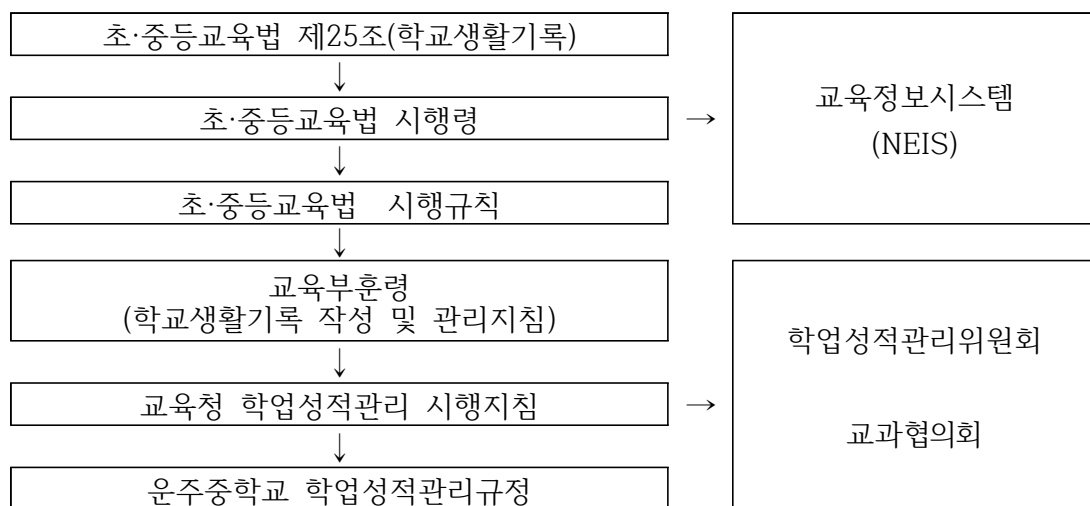 초·중등교육법 제25조(학교생활기록)
↓
초·중등교육법 시행령
→
교육정보시스템
(NEIS)
↓
초·중등교육법 시행규칙
↓
교육부훈령
(학교생활기록 작성 및 관리지침)
↓
교육청 학업성적관리 시행지침
→
학업성적관리위원회
교과협의회
↓
운주중학교 학업성적관리규정